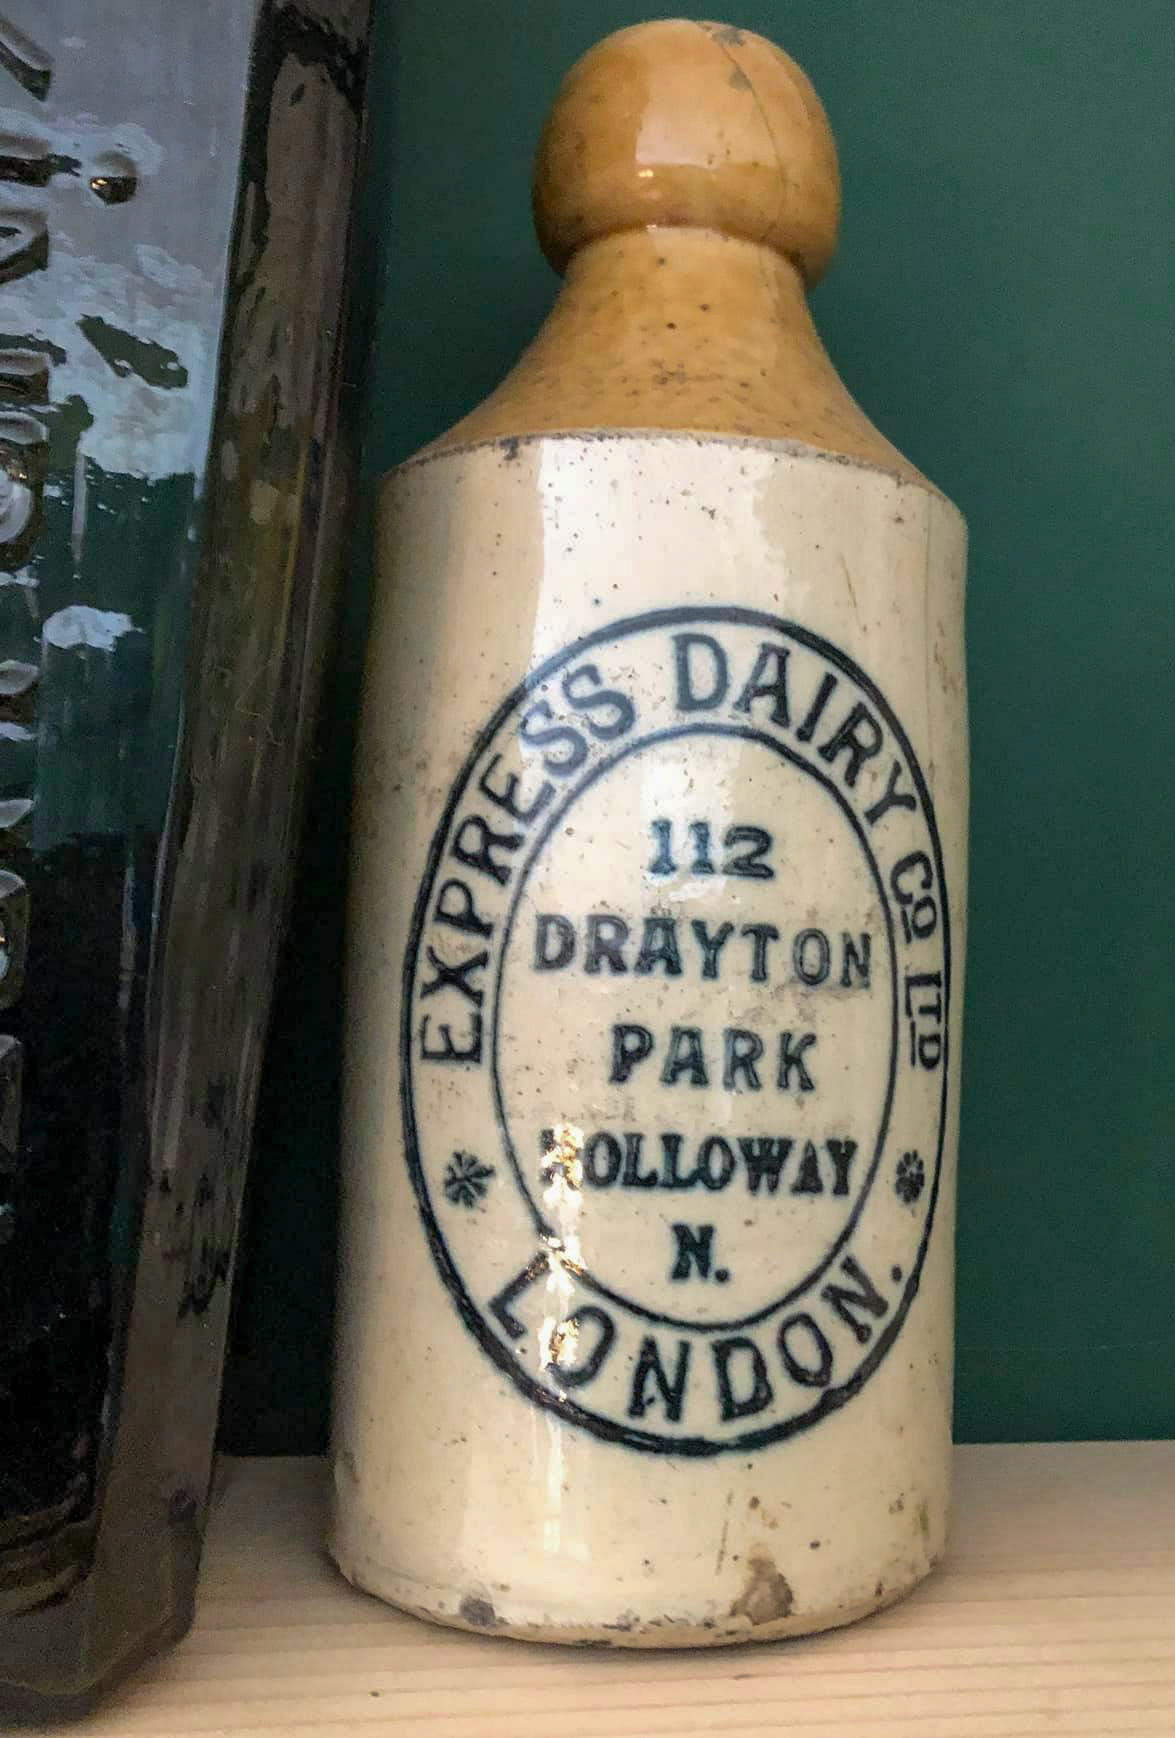 EXPRESS DAIRY CO LTD
112
DRAYTON
PARK
HOLLOWAY
N.
LONDON.